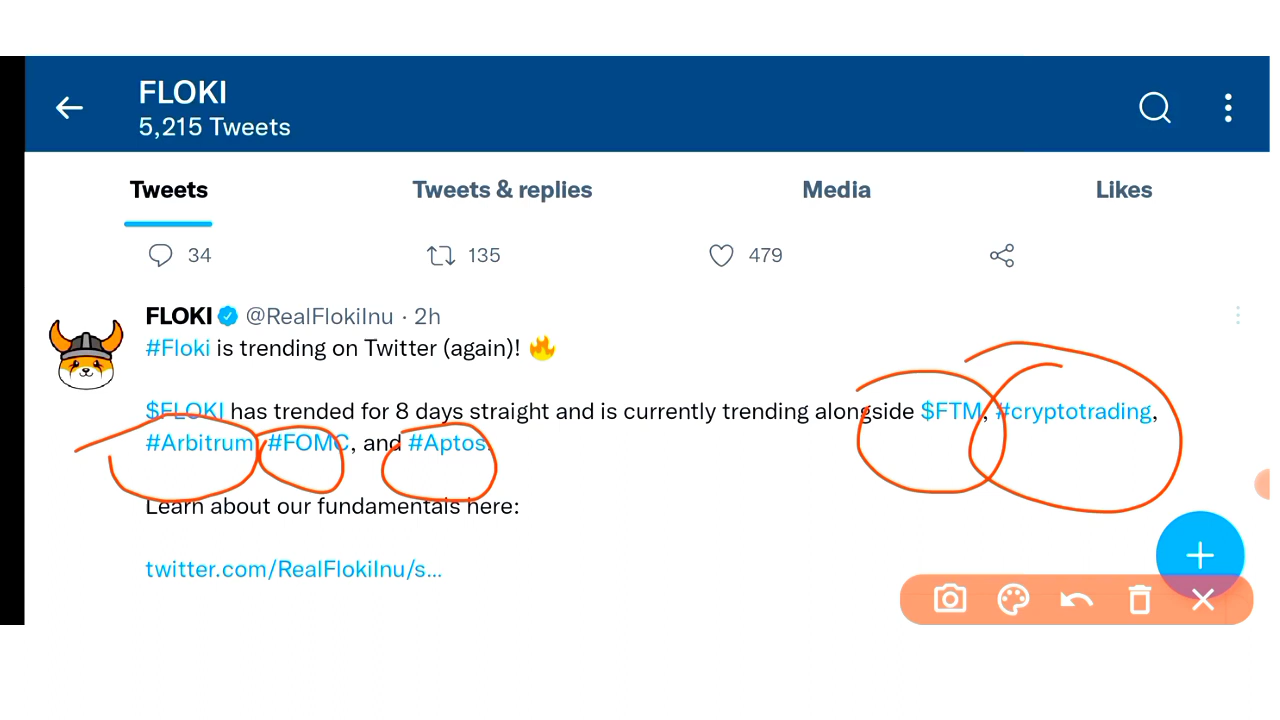 FLOKI
5,215 Tweets
Tweets Tweets & replies Media Likes
34 135 479
FLOKI @RealFlokiInu · 2h
#Floki is trending on Twitter (again)! 🔥
$FLOKI has trended for 8 days straight and is currently trending alongside $FTM, #cryptotrading,
#Arbitrum, #FOMC, and #Aptos.
Learn about our fundamentals here:
twitter.com/RealFlokiInu/s...